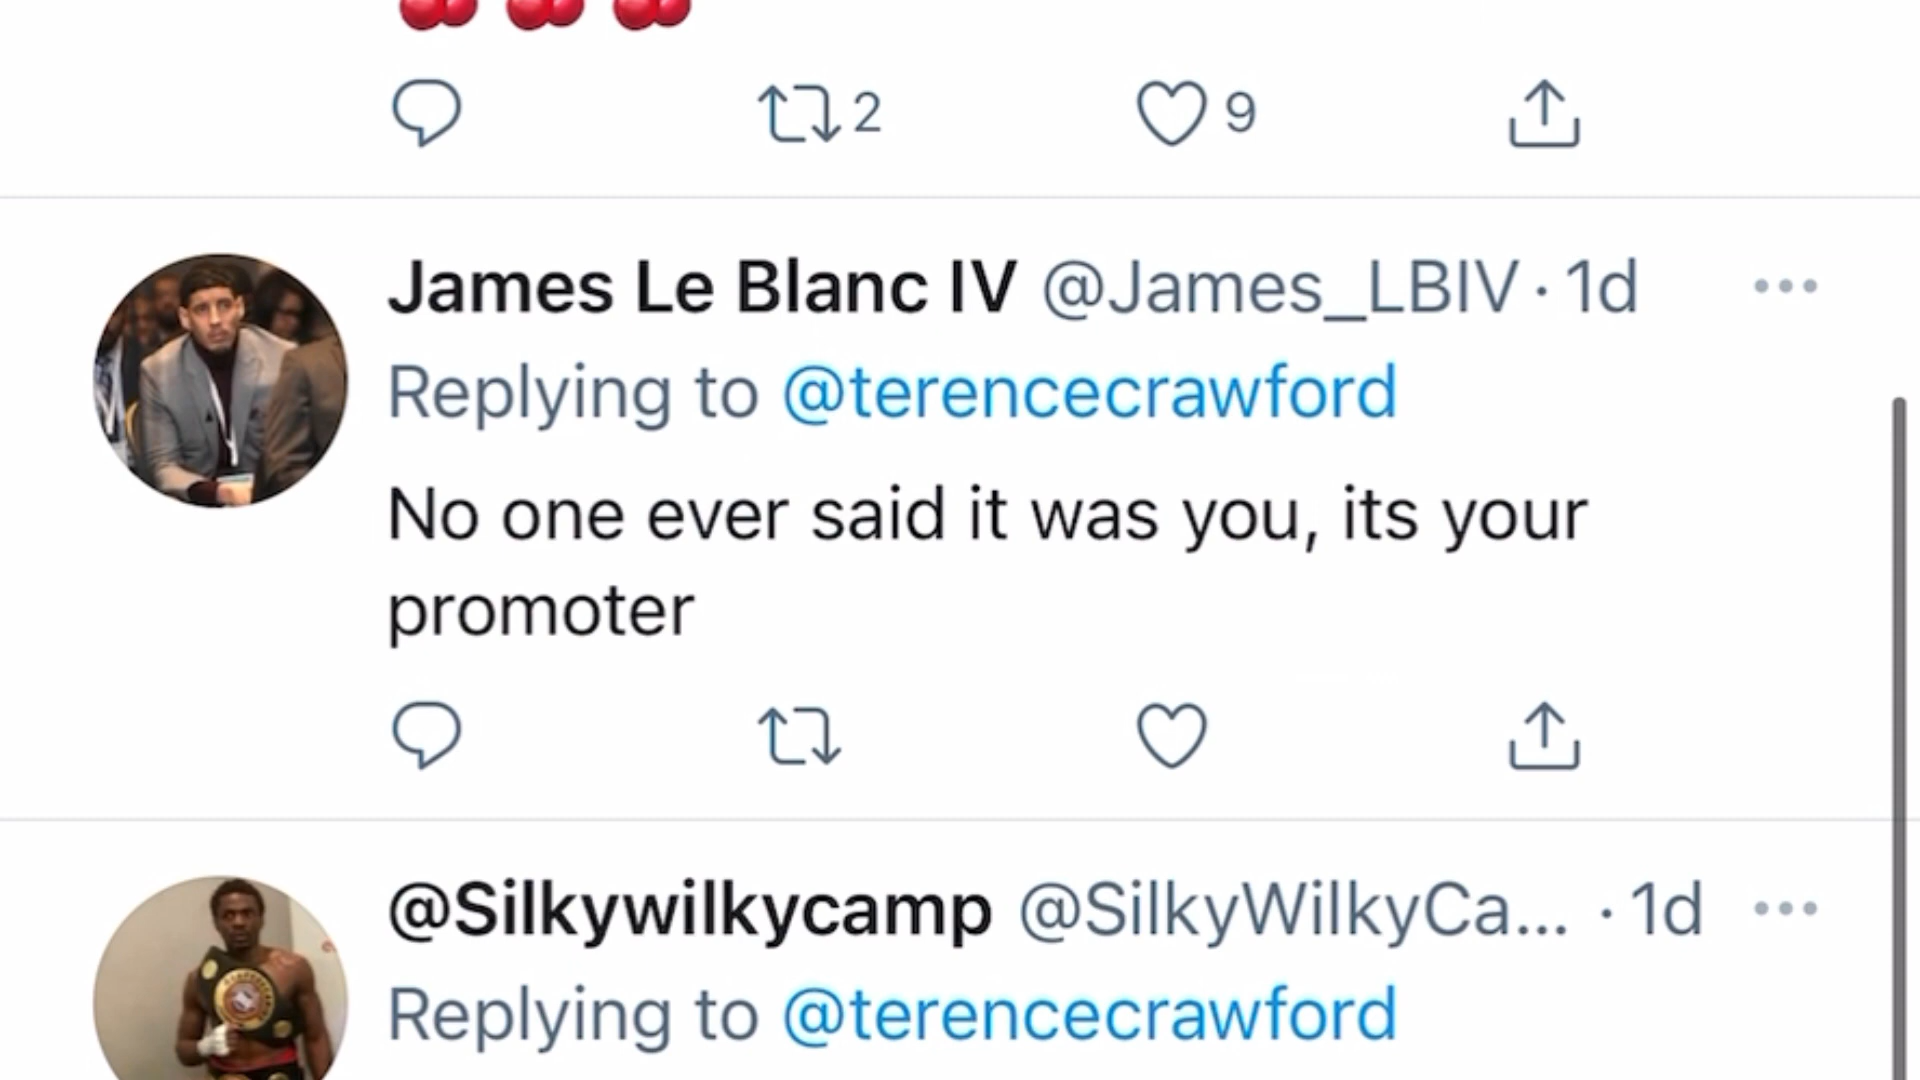 2
9
James Le Blanc IV @James_LBIV · 1d
Replying to @terencecrawford
No one ever said it was you, its your
promoter
@Silkywilkycamp @SilkyWilkyCa... · 1d
Replying to @terencecrawford